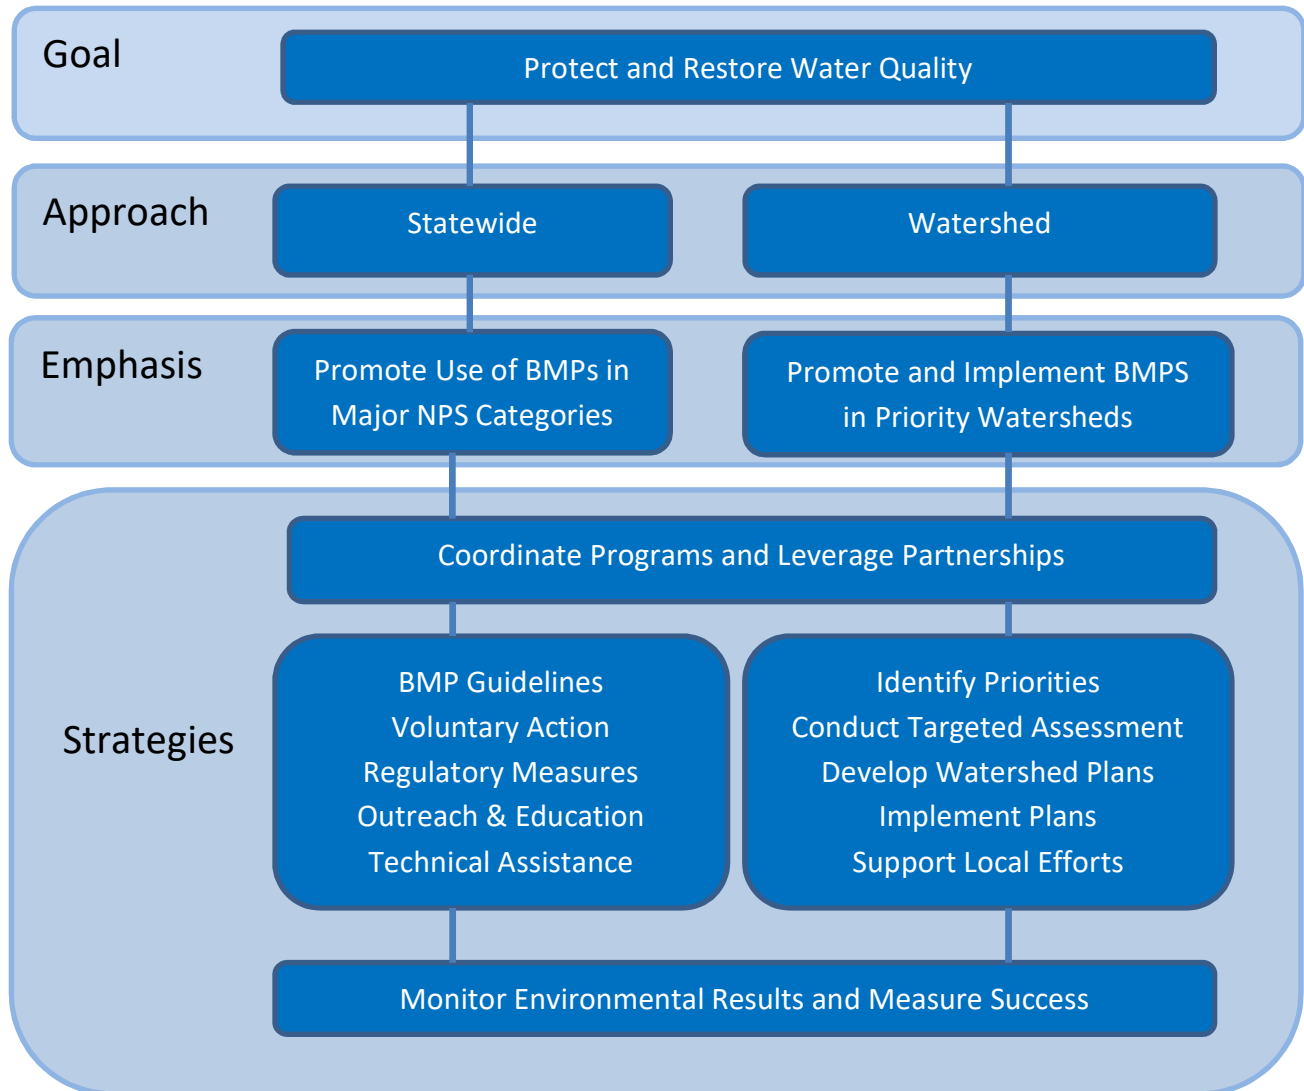 Goal
Protect and Restore Water Quality
Approach
Statewide
Watershed
Emphasis
Promote Use of BMPs in
Major NPS Categories
Promote and Implement BMPS
in Priority Watersheds
Strategies
Coordinate Programs and Leverage Partnerships
BMP Guidelines
Voluntary Action
Regulatory Measures
Outreach & Education
Technical Assistance
Identify Priorities
Conduct Targeted Assessment
Develop Watershed Plans
Implement Plans
Support Local Efforts
Monitor Environmental Results and Measure Success